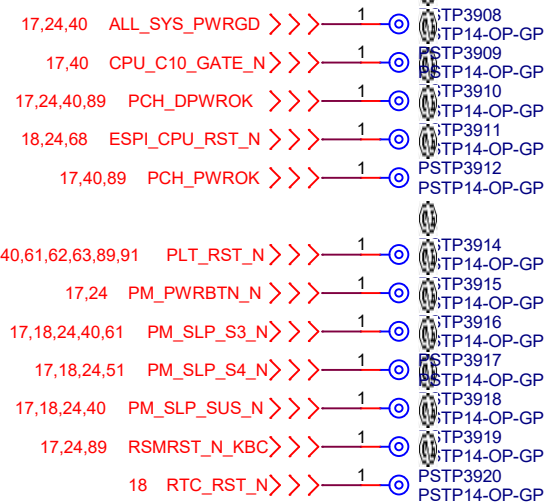 17,24,40 ALL_SYS_PWRGD 1 PSTP3908
PSTP14-OP-GP
17,40 CPU_C10_GATE_N 1 PSTP3909
PSTP14-OP-GP
17,24,40,89 PCH_DPWROK 1 PSTP3910
PSTP14-OP-GP
18,24,68 ESPI_CPU_RST_N 1 PSTP3911
PSTP14-OP-GP
17,40,89 PCH_PWROK 1 PSTP3912
PSTP14-OP-GP
40,61,62,63,89,91 PLT_RST_N 1 PSTP3914
PSTP14-OP-GP
17,24 PM_PWRBTN_N 1 PSTP3915
PSTP14-OP-GP
17,18,24,40,61 PM_SLP_S3_N 1 PSTP3916
PSTP14-OP-GP
17,18,24,51 PM_SLP_S4_N 1 PSTP3917
PSTP14-OP-GP
17,18,24,40 PM_SLP_SUS_N 1 PSTP3918
PSTP14-OP-GP
17,24,89 RSMRST_N_KBC 1 PSTP3919
PSTP14-OP-GP
18 RTC_RST_N 1 PSTP3920
PSTP14-OP-GP